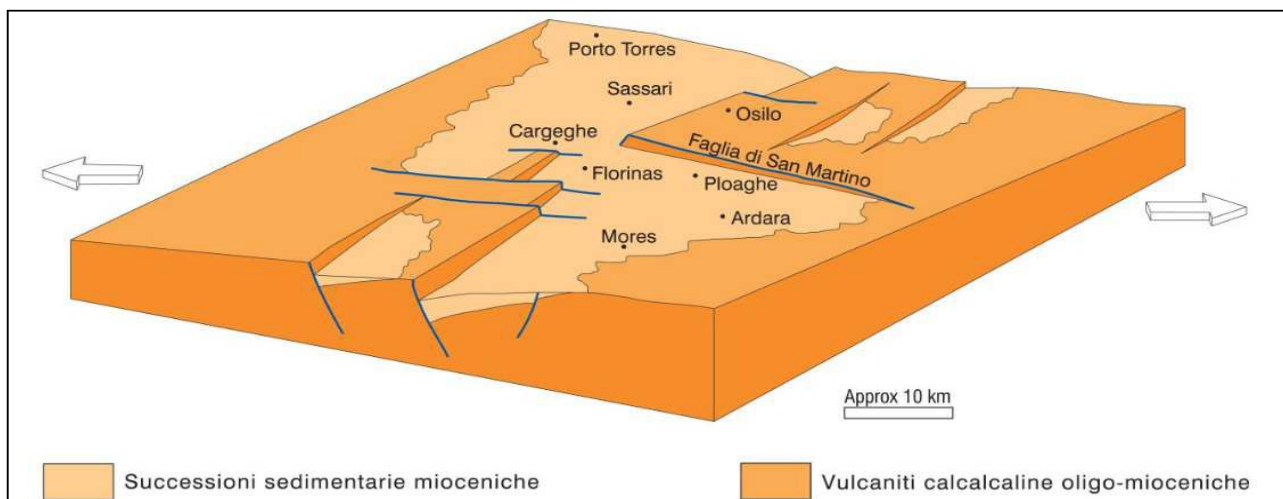 Porto Torres
Sassari
Osilo
Cargeghe
Faglia di San Martino
Florinas
Ploaghe
Ardara
Mores
Approx 10 km
Successioni sedimentarie mioceniche
Vulcaniti calcalcaline oligo-mioceniche